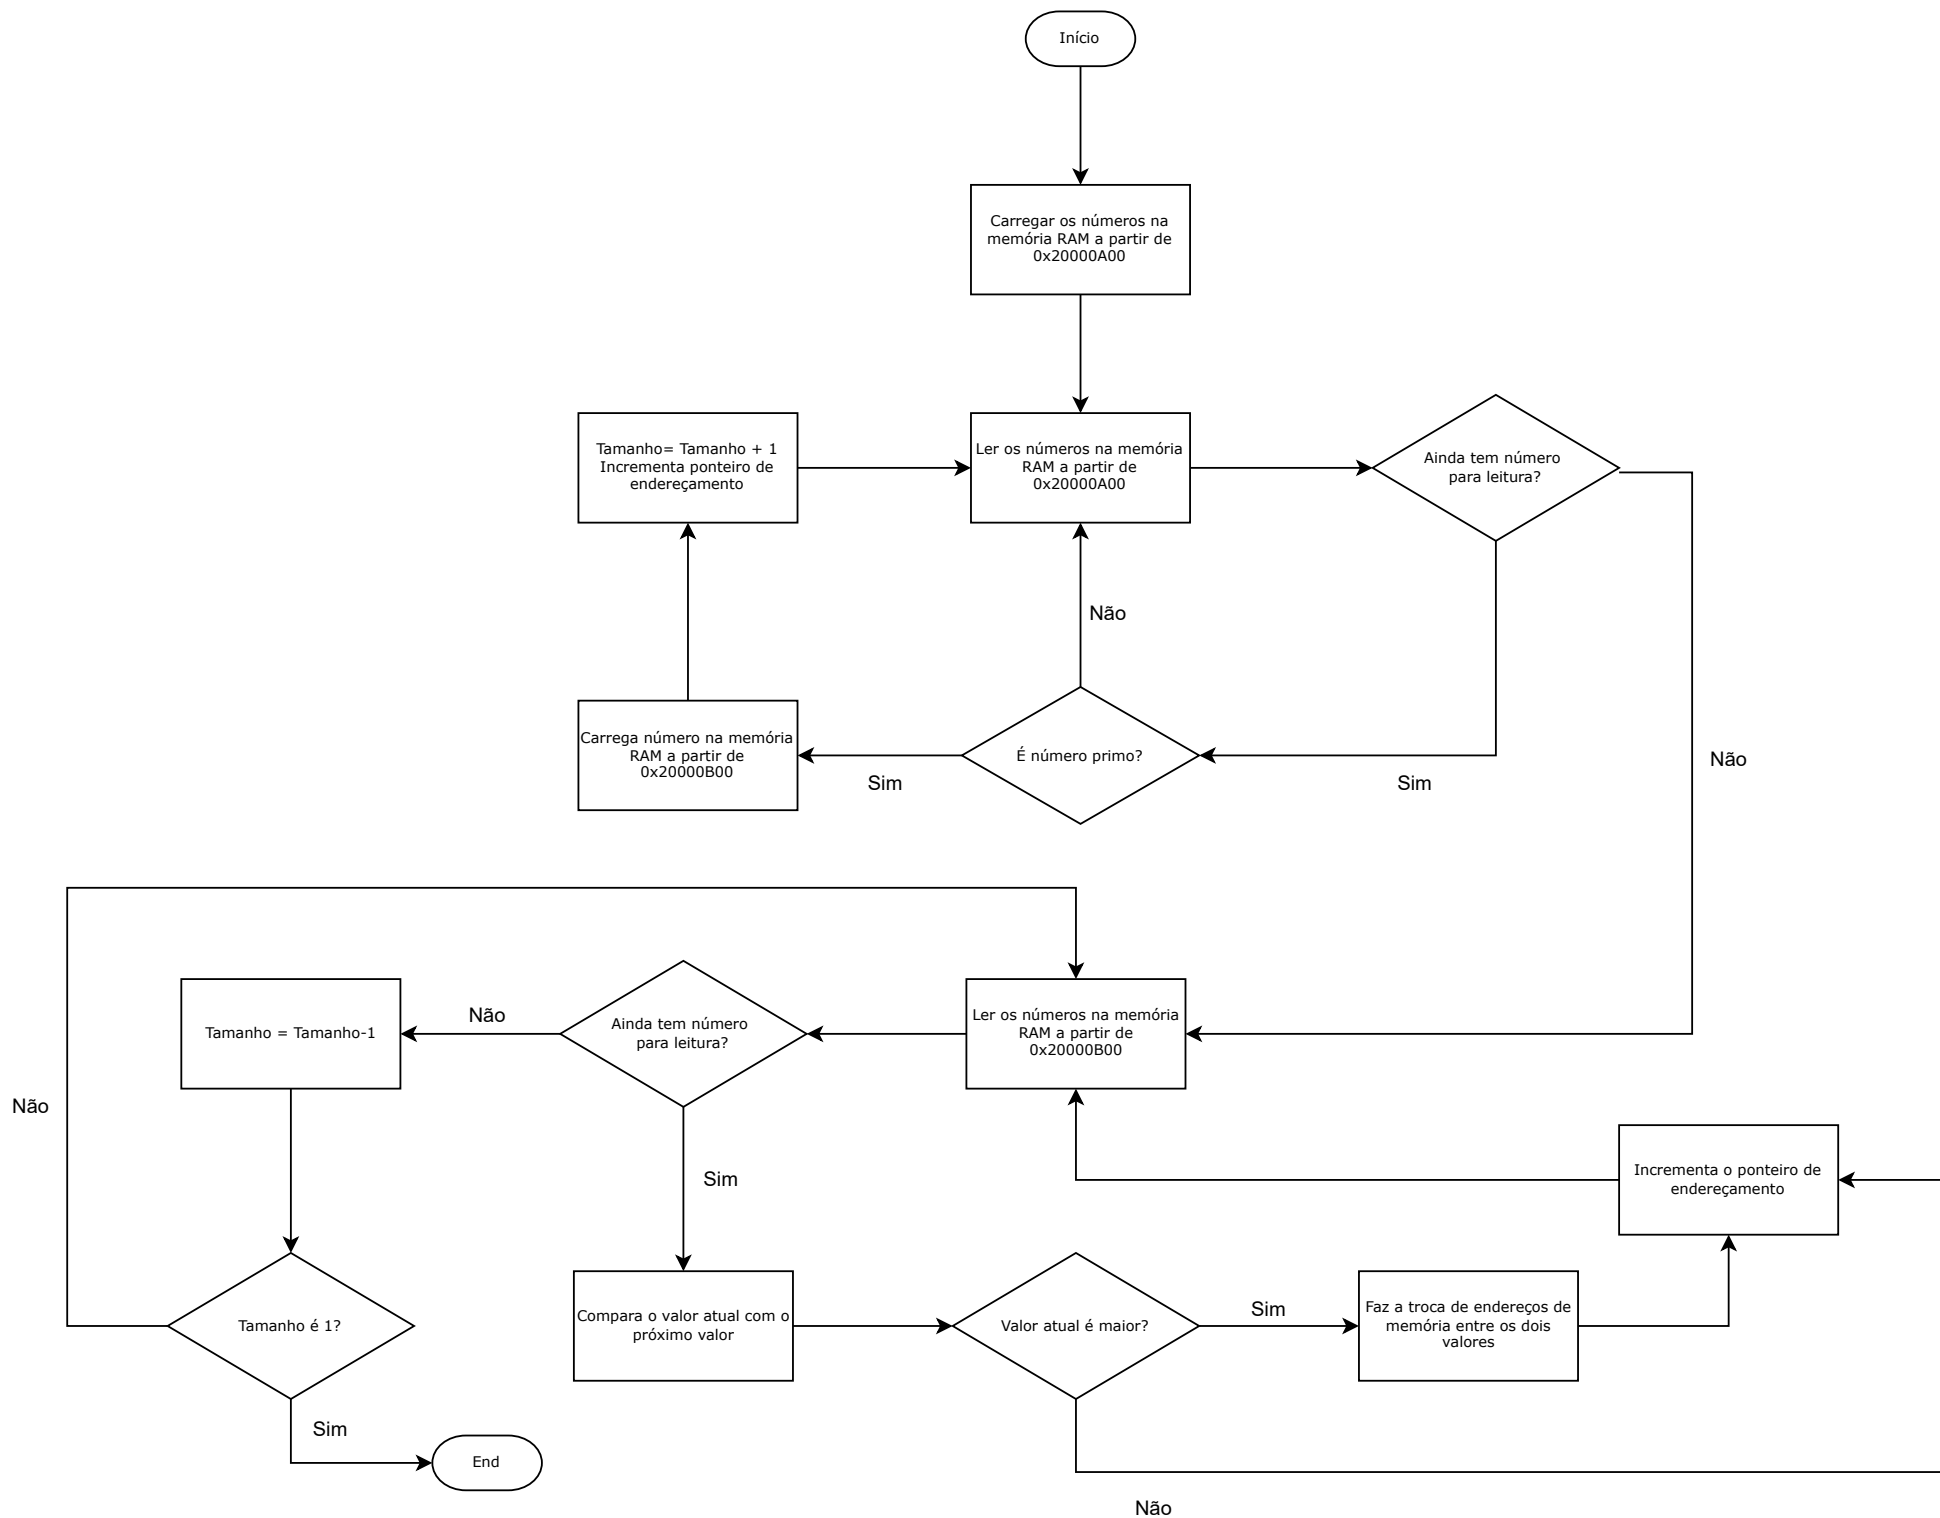 Início
Carregar os números na
memória RAM a partir de
0x20000A00
Tamanho= Tamanho + 1
Incrementa ponteiro de
endereçamento
Ler os números na memória
RAM a partir de
0x20000A00
Ainda tem número
para leitura?
Não
Carrega número na memória
RAM a partir de
0x20000B00
Sim
É número primo?
Sim
Não
Tamanho = Tamanho-1
Não
Ainda tem número
para leitura?
Ler os números na memória
RAM a partir de
0x20000B00
Não
Sim
Incrementa o ponteiro de
endereçamento
Tamanho é 1?
Compara o valor atual com o
próximo valor
Valor atual é maior?
Sim
Faz a troca de endereços de
memória entre os dois
valores
Sim
End
Não